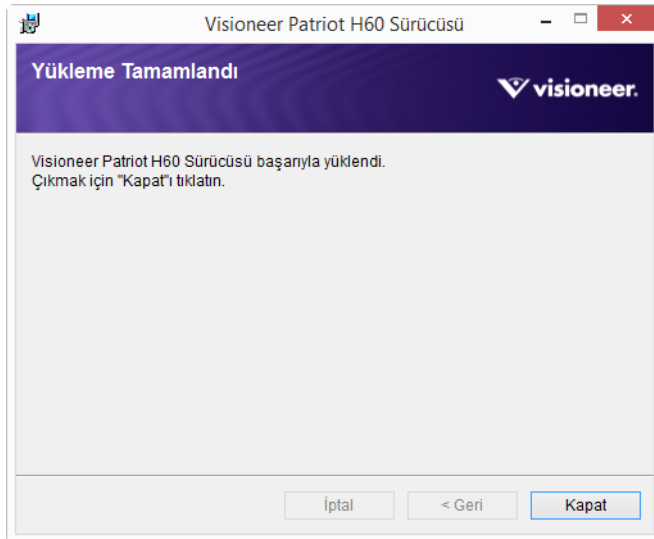 Visioneer Patriot H60 Sürücüsü
Yükleme Tamamlandı
visioneer.
Visioneer Patriot H60 Sürücüsü başarıyla yüklendi.
Çıkmak için "Kapat"ı tıklatın.
İptal
< Geri
Kapat